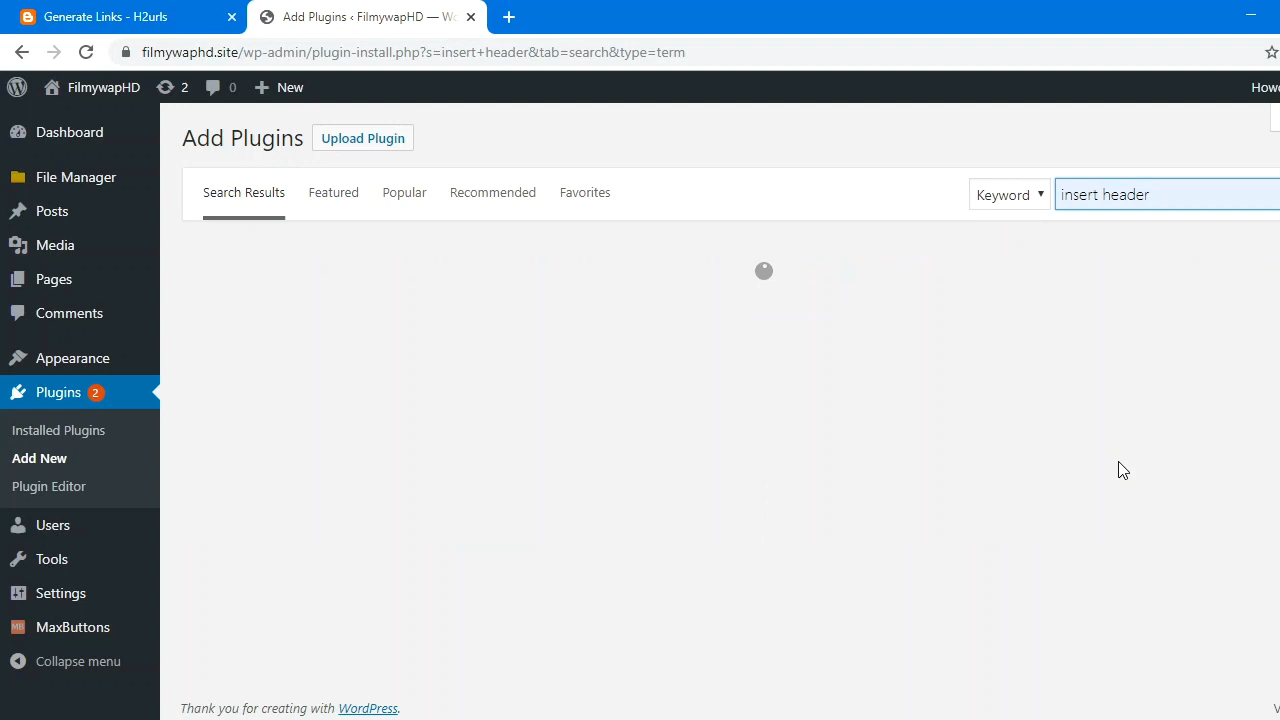 Generate Links - H2urls
Add Plugins ‹ FilmywapHD — Wo
filmywaphd.site/wp-admin/plugin-install.php?s=insert+header&tab=search&type=term
FilmywapHD 2 0 New
Howd
Dashboard
File Manager
Posts
Media
Pages
Comments
Appearance
Plugins 2
Installed Plugins
Add New
Plugin Editor
Users
Tools
Settings
MB MaxButtons
Collapse menu
Add Plugins Upload Plugin
Search Results Featured Popular Recommended Favorites
Keyword insert header
Thank you for creating with WordPress.